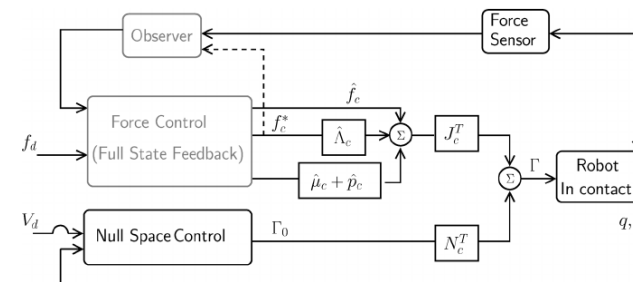 Observer
Force
Sensor
f̂_c
Force Control
(Full State Feedback)
f_c^*
Λ̂_c
Σ
J_c^T
f_d
μ̂_c + p̂_c
Σ
Γ
Robot
In contact
V_d
Null Space Control
Γ_0
N_c^T
q,